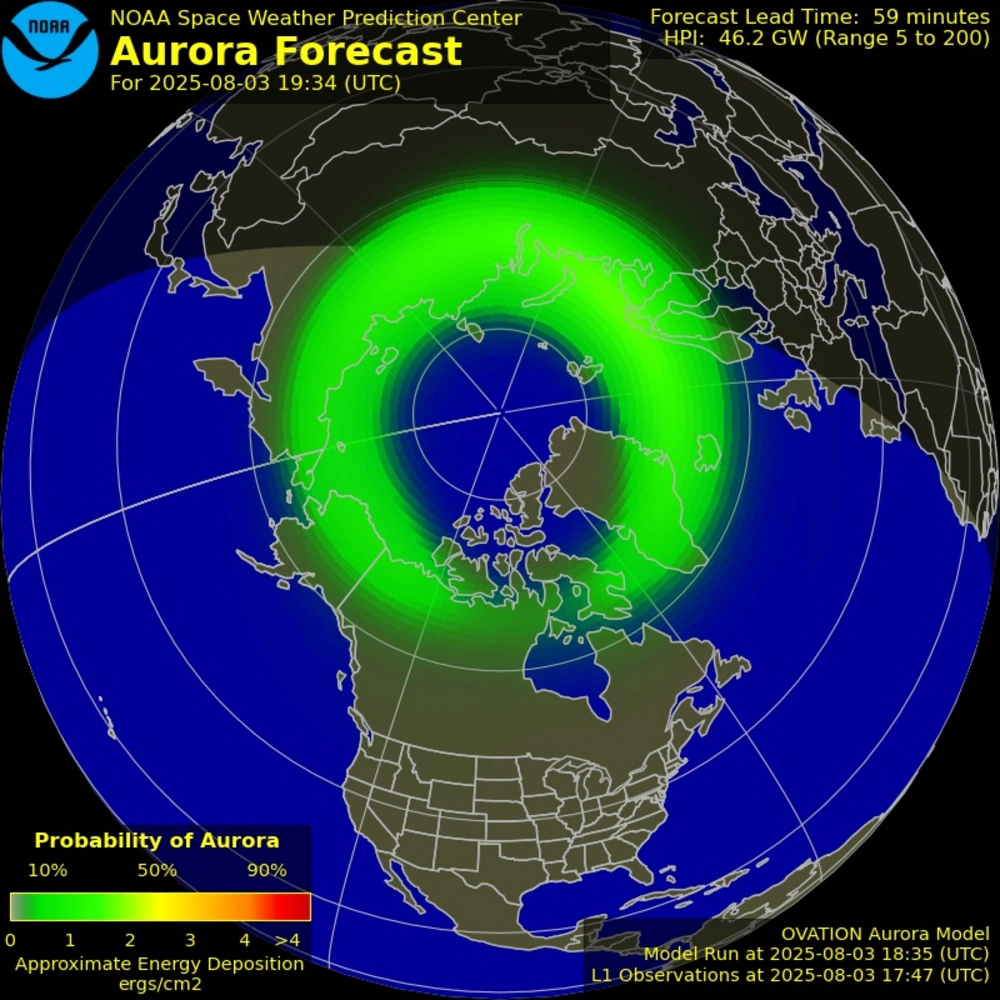 NOAA
NOAA Space Weather Prediction Center
Aurora Forecast
For 2025-08-03 19:34 (UTC)
Forecast Lead Time: 59 minutes
HPI: 46.2 GW (Range 5 to 200)
Probability of Aurora
10% 50% 90%
0 1 2 3 4 >4
Approximate Energy Deposition
ergs/cm2
OVATION Aurora Model
Model Run at 2025-08-03 18:35 (UTC)
L1 Observations at 2025-08-03 17:47 (UTC)